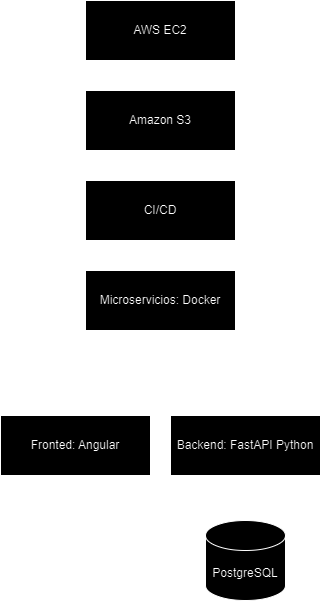 AWS EC2
Amazon S3
CI/CD
Microservicios: Docker
Fronted: Angular
Backend: FastAPI Python
PostgreSQL